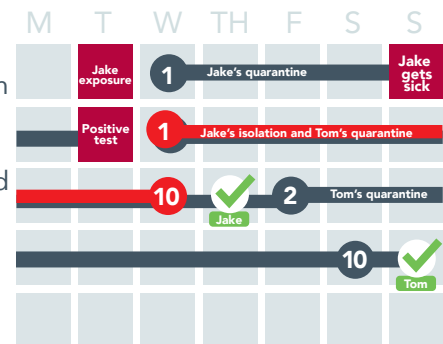 M T W TH F S S
Jake
exposure
1
Jake's quarantine
Jake
gets
sick
n
Positive
test
1
Jake's isolation and Tom's quarantine
d
10
Jake
2
Tom's quarantine
10
Tom